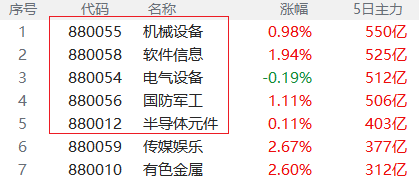 序号 代码 名称 涨幅 5日主力
1 880055 机械设备 0.98% 550亿
2 880058 软件信息 1.94% 525亿
3 880054 电气设备 -0.19% 512亿
4 880056 国防军工 1.11% 506亿
5 880012 半导体元件 0.11% 403亿
6 880059 传媒娱乐 2.67% 377亿
7 880010 有色金属 2.60% 312亿